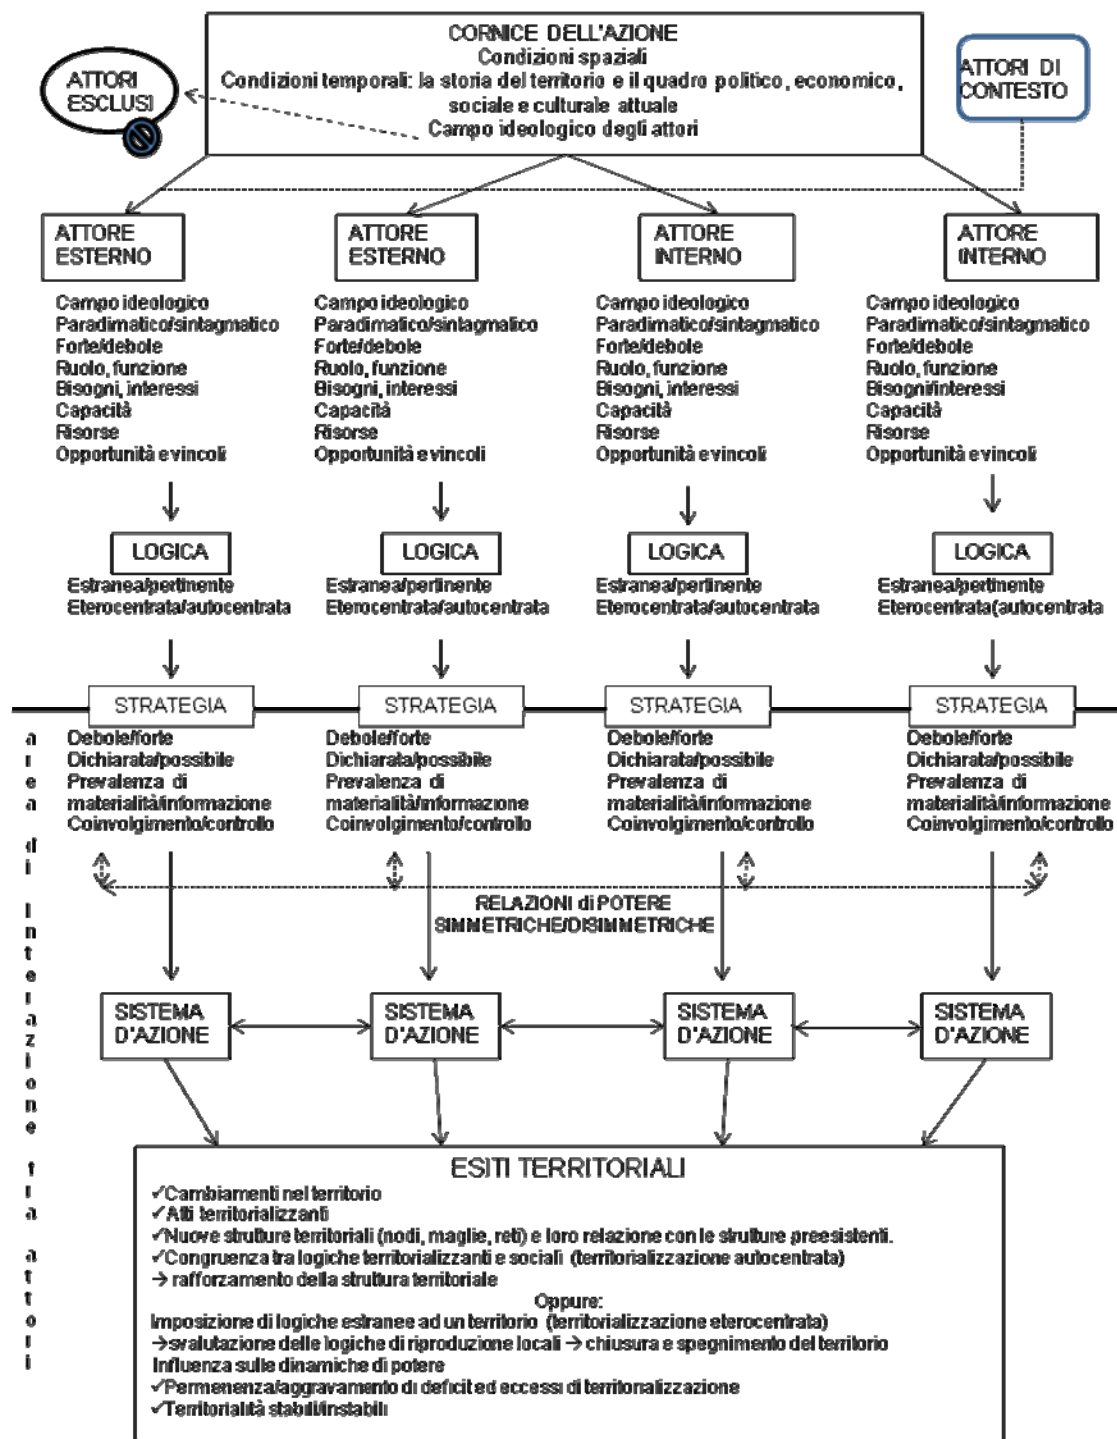 CORNICE DELL'AZIONE
Condizioni spaziali
Condizioni temporali: la storia del territorio e il quadro politico, economico,
sociale e culturale attuale
Campo ideologico degli attori
ATTORI
ESCLUSI
ATTORI DI
CONTESTO
ATTORE
ESTERNO
Campo ideologico
Paradimatico/sintagmatico
Forte/debole
Ruolo, funzione
Bisogni, interessi
Capacità
Risorse
Opportunità e vincoli
LOGICA
Estranea/pertinente
Eterocentrata/autocentrata
STRATEGIA
Debole/forte
Dichiarata/possibile
Prevalenza di
materialità/informazione
Coinvolgimento/controllo
ATTORE
ESTERNO
Campo ideologico
Paradimatico/sintagmatico
Forte/debole
Ruolo, funzione
Bisogni, interessi
Capacità
Risorse
Opportunità e vincoli
LOGICA
Estranea/pertinente
Eterocentrata/autocentrata
STRATEGIA
Debole/forte
Dichiarata/possibile
Prevalenza di
materialità/informazione
Coinvolgimento/controllo
ATTORE
INTERNO
Campo ideologico
Paradimatico/sintagmatico
Forte/debole
Ruolo, funzione
Bisogni, interessi
Capacità
Risorse
Opportunità e vincoli
LOGICA
Estranea/pertinente
Eterocentrata/autocentrata
STRATEGIA
Debole/forte
Dichiarata/possibile
Prevalenza di
materialità/informazione
Coinvolgimento/controllo
ATTORE
INTERNO
Campo ideologico
Paradimatico/sintagmatico
Forte/debole
Ruolo, funzione
Bisogni/interessi
Capacità
Risorse
Opportunità e vincoli
LOGICA
Estranea/pertinente
Eterocentrata(autocentrata
STRATEGIA
Debole/forte
Dichiarata/possibile
Prevalenza di
materialità/informazione
Coinvolgimento/controllo
area di Interazione tra attori
RELAZIONI di POTERE
SIMMETRICHE/DISIMMETRICHE
SISTEMA
D'AZIONE
SISTEMA
D'AZIONE
SISTEMA
D'AZIONE
SISTEMA
D'AZIONE
ESITI TERRITORIALI
✓Cambiamenti nel territorio
✓Atti territorializzanti
✓Nuove strutture territoriali (nodi, maglie, reti) e loro relazione con le strutture preesistenti.
✓Congruenza tra logiche territorializzanti e sociali (territorializzazione autocentrata)
→ rafforzamento della struttura territoriale
Oppure:
Imposizione di logiche estranee ad un territorio (territorializzazione eterocentrata)
→svalutazione delle logiche di riproduzione locali → chiusura e spegnimento del territorio
Influenza sulle dinamiche di potere
✓Permenenza/aggravamento di deficit ed eccessi di territorializzazione
✓Territorialità stabili/instabili